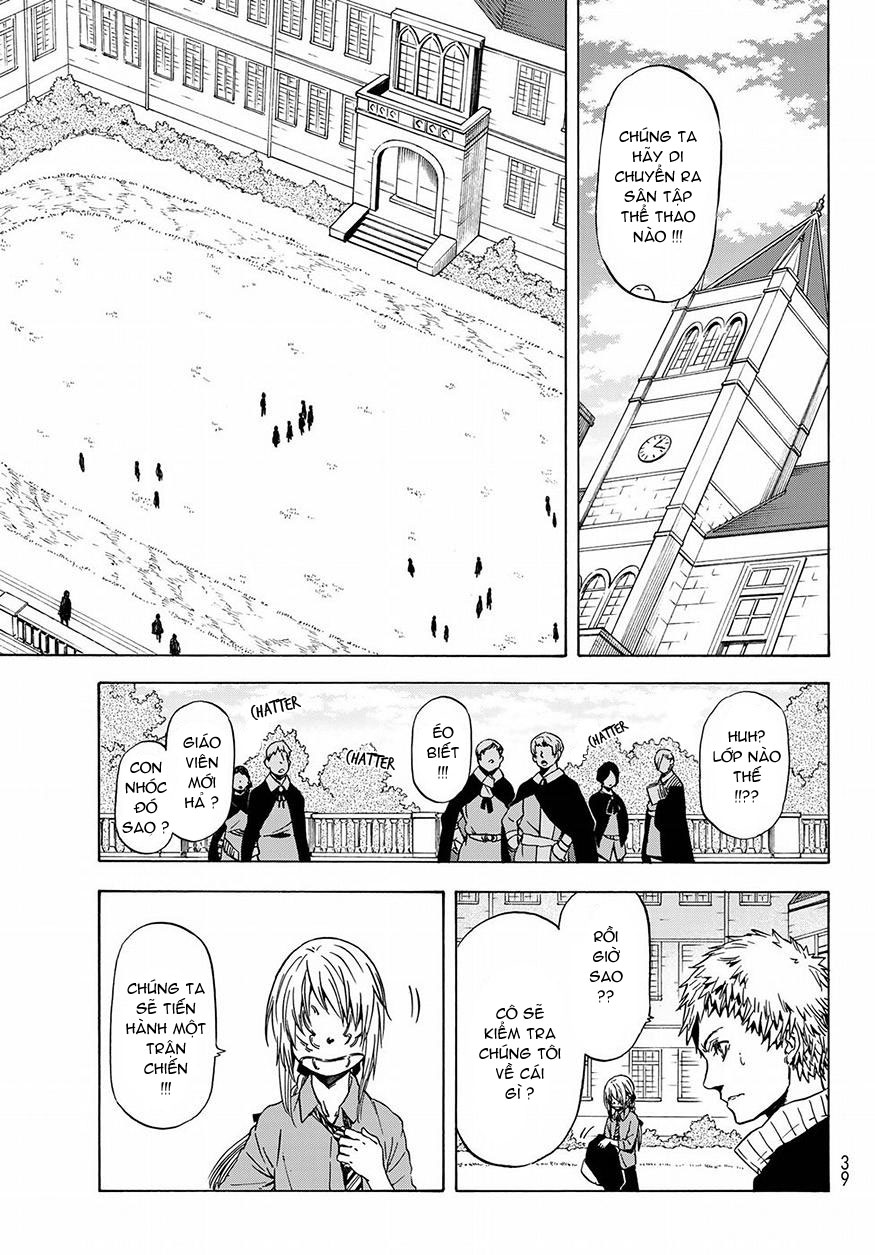 CHÚNG TA
HÃY DI
CHUYỂN RA
SÂN TẬP
THỂ THAO
NÀO !!!
HUH?
LỚP NÀO
THẾ
!!??
CHATTER
ÉO
BIẾT
!!!
CHATTER
CHATTER
GIÁO
VIÊN
MỚI
HẢ ?
CON
NHÓC
ĐÓ
SAO ?
RỒI
GIỜ
SAO
??
CÔ SẼ
KIỂM TRA
CHÚNG TÔI
VỀ CÁI
GÌ ?
CHÚNG TA
SẼ TIẾN
HÀNH MỘT
TRẬN
CHIẾN
!!!
39